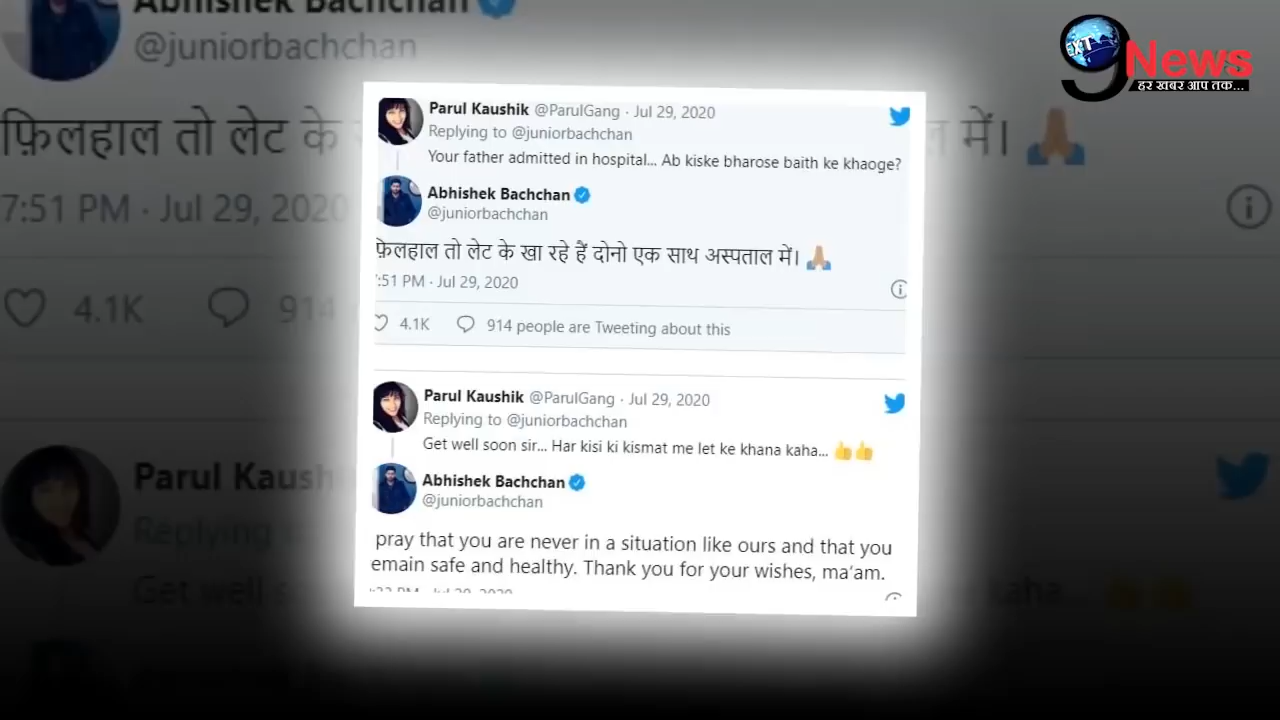 Abhishek Bachchan
@juniorbachchan
EXT
9 News
हर खबर आप तक...
फ़िलहाल तो लेट के
में। 🙏🏽
7:51 PM · Jul 29, 2020
4.1K
914
Parul Kaushik
Replying
Get well
Parul Kaushik @ParulGang · Jul 29, 2020
Replying to @juniorbachchan
Your father admitted in hospital... Ab kiske bharose baith ke khaoge?
Abhishek Bachchan
@juniorbachchan
फ़िलहाल तो लेट के खा रहे हैं दोनो एक साथ अस्पताल में। 🙏🏽
:51 PM · Jul 29, 2020
4.1K 914 people are Tweeting about this
Parul Kaushik @ParulGang · Jul 29, 2020
Replying to @juniorbachchan
Get well soon sir... Har kisi ki kismat me let ke khana kaha... 👍👍
Abhishek Bachchan
@juniorbachchan
pray that you are never in a situation like ours and that you
emain safe and healthy. Thank you for your wishes, ma'am.